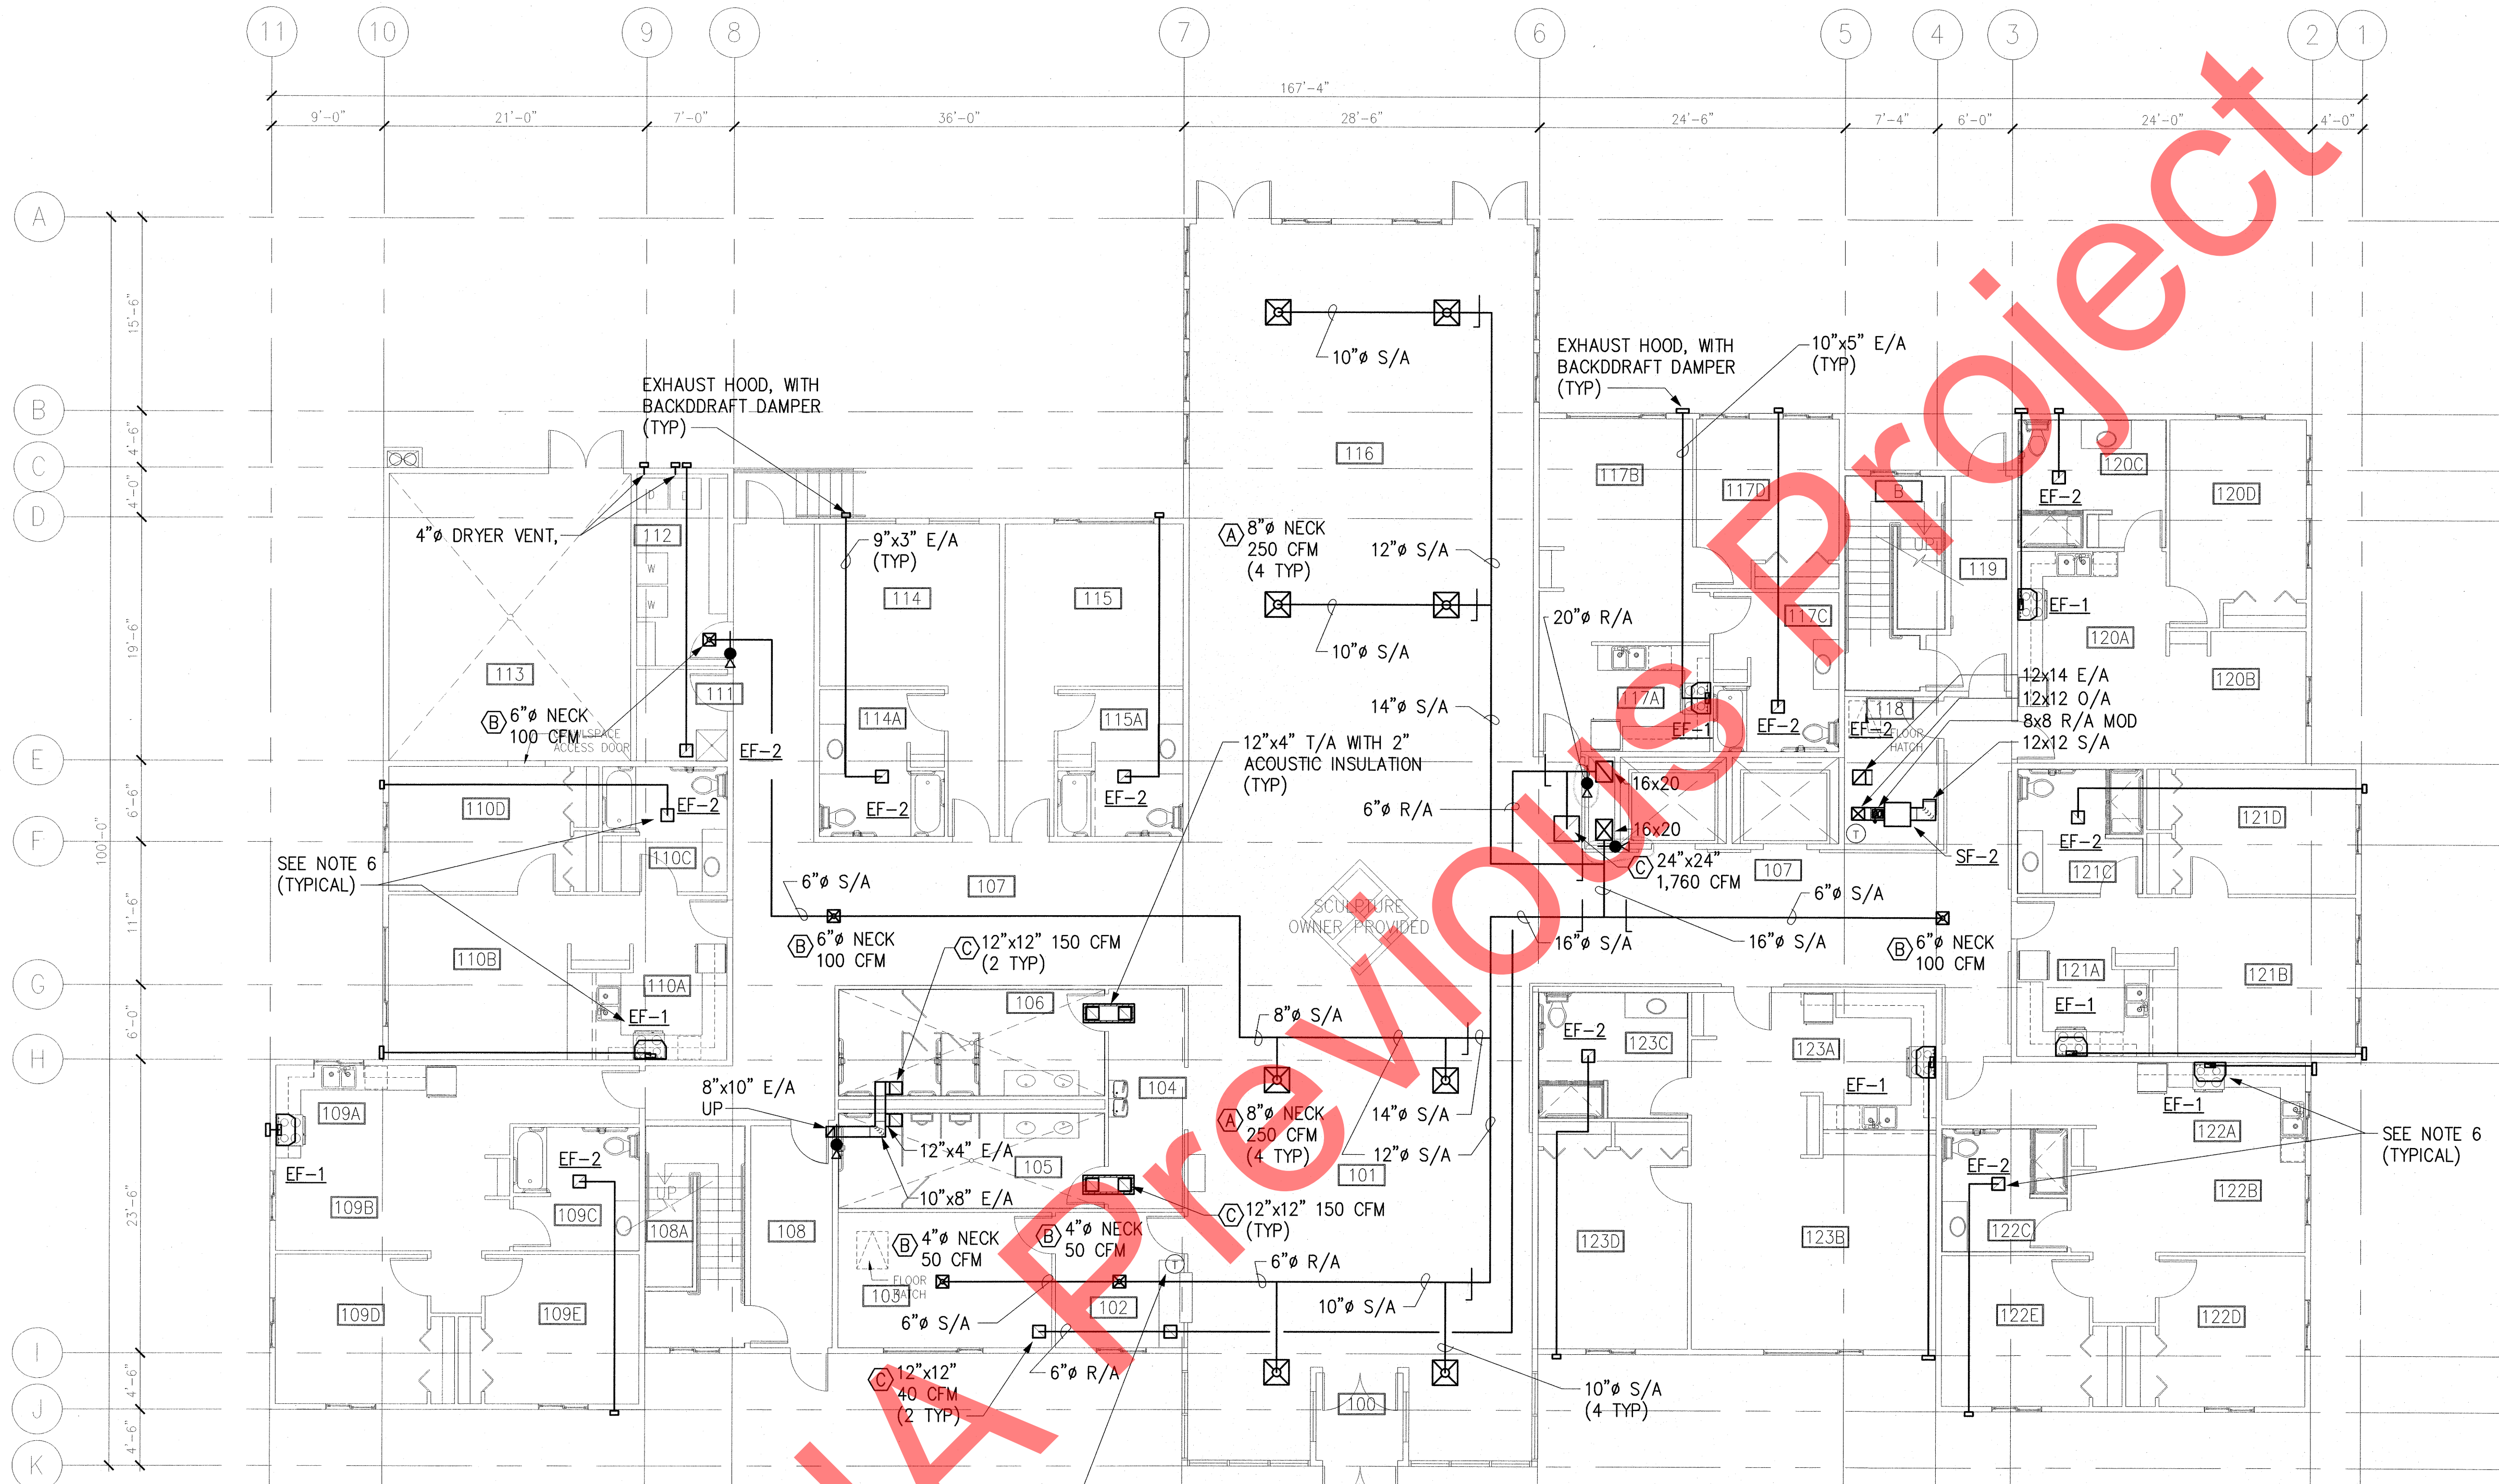 11
10
9
8
7
6
5
4
3
2
1
167'-4"
9'-0"
21'-0"
7'-0"
36'-0"
28'-6"
24'-6"
7'-4"
6'-0"
24'-0"
4'-0"
A
B
C
D
E
F
G
H
I
J
K
15'-6"
4'-6"
4'-0"
19'-6"
6'-6"
11'-6"
6'-0"
23'-6"
4'-6"
4'-6"
100'-0"
10"ø S/A
EXHAUST HOOD, WITH
BACKDDRAFT DAMPER
(TYP)
10"x5" E/A
(TYP)
EXHAUST HOOD, WITH
BACKDDRAFT DAMPER
(TYP)
116
117B
117D
B
120C
EF-2
120D
4"ø DRYER VENT,
D
112
W
W
9"x3" E/A
(TYP)
A
8"ø NECK
250 CFM
(4 TYP)
12"ø S/A
UP
119
114
115
10"ø S/A
20"ø R/A
117C
EF-1
120A
113
111
114A
115A
14"ø S/A
117A
EF-1
EF-2
118
EF-2
FLOOR
HATCH
12x14 E/A
12x12 O/A
8x8 R/A MOD
12x12 S/A
120B
B
6"ø NECK
100 CFM
ACCESS DOOR
EF-2
12"x4" T/A WITH 2"
ACOUSTIC INSULATION
(TYP)
110D
EF-2
EF-2
EF-2
6"ø R/A
16x20
16x20
T
SF-2
EF-2
121D
SEE NOTE 6
(TYPICAL)
110C
6"ø S/A
107
C
24"x24"
1,760 CFM
107
6"ø S/A
121C
SCULPTURE
OWNER PROVIDED
B
6"ø NECK
100 CFM
C
12"x12" 150 CFM
(2 TYP)
16"ø S/A
16"ø S/A
B
6"ø NECK
100 CFM
110B
110A
EF-1
106
8"ø S/A
EF-2
123C
123A
EF-1
121A
EF-1
121B
109A
EF-1
8"x10" E/A
UP
104
A
8"ø NECK
250 CFM
(4 TYP)
14"ø S/A
12"ø S/A
101
EF-1
122A
SEE NOTE 6
(TYPICAL)
EF-2
12"x4" E/A
105
10"x8" E/A
EF-2
109B
109C
UP
108A
108
C
12"x12" 150 CFM
(TYP)
122B
122C
B
4"ø NECK
50 CFM
B
4"ø NECK
50 CFM
T
6"ø R/A
123D
123B
FLOOR
HATCH
103
102
109D
109E
6"ø S/A
10"ø S/A
122E
122D
C
12"x12"
40 CFM
(2 TYP)
6"ø R/A
100
10"ø S/A
(4 TYP)
A Previous Project